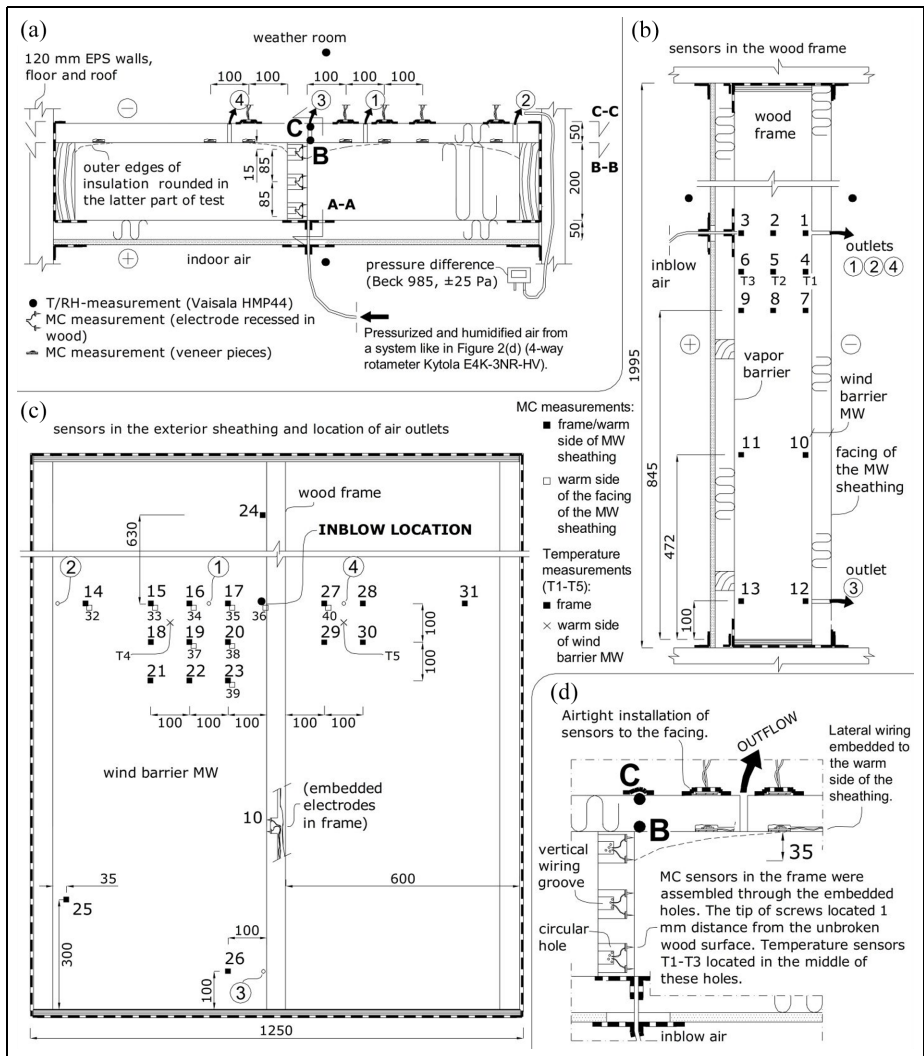 (a)
weather room
120 mm EPS walls,
floor and roof
100 100 100 100 100
4 3 1 2
C
B
C-C
B-B
A-A
50
200
50
15
85
85
outer edges of
insulation rounded in
the latter part of test
indoor air
pressure difference
(Beck 985, ±25 Pa)
T/RH-measurement (Vaisala HMP44)
MC measurement (electrode recessed in
wood)
MC measurement (veneer pieces)
Pressurized and humidified air from
a system like in Figure 2(d) (4-way
rotameter Kytola E4K-3NR-HV).
(b)
sensors in the wood frame
wood
frame
3 2 1
6 5 4
T3 T2 T1
9 8 7
inblow
air
outlets
1 2 4
vapor
barrier
wind
barrier
MW
11 10
facing of
the MW
sheathing
13 12
outlet
3
1995
845
472
100
MC measurements:
frame/warm
side of MW
sheathing
warm side
of the facing
of the MW
sheathing
Temperature
measurements
(T1-T5):
frame
warm side
of wind
barrier MW
(c)
sensors in the exterior sheathing and location of air outlets
wood frame
24
INBLOW LOCATION
630
2 1 4
14 15 16 17 27 28 31
32 33 34 35 36 40
18 19 20 29 30
T4 37 38 T5
21 22 23
39
100
100
100 100 100 100 100
wind barrier MW
10
(embedded
electrodes
in frame)
35
600
25
300
100
26
100
3
1250
(d)
Airtight installation of
sensors to the facing.
OUTFLOW
Lateral wiring
embedded to
the warm
side of the
sheathing.
C
B
35
vertical
wiring
groove
circular
hole
MC sensors in the frame were
assembled through the embedded
holes. The tip of screws located 1
mm distance from the unbroken
wood surface. Temperature sensors
T1-T3 located in the middle of
these holes.
inblow air